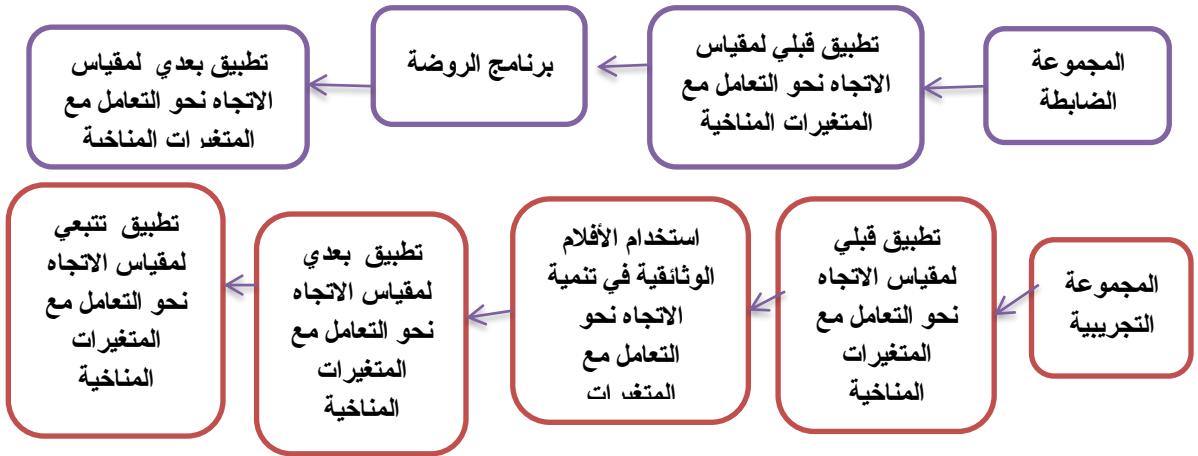 المجموعة
الضابطة
تطبيق قبلي لمقياس
الاتجاه نحو التعامل مع
المتغيرات المناخية
برنامج الروضة
تطبيق بعدي لمقياس
الاتجاه نحو التعامل مع
المتغيرات المناخية
المجموعة
التجريبية
تطبيق قبلي
لمقياس الاتجاه
نحو التعامل مع
المتغيرات
المناخية
استخدام الأفلام
الوثائقية في تنمية
الاتجاه نحو
التعامل مع
المتغيرات
تطبيق بعدي
لمقياس الاتجاه
نحو التعامل مع
المتغيرات
المناخية
تطبيق تتبعي
لمقياس الاتجاه
نحو التعامل مع
المتغيرات
المناخية